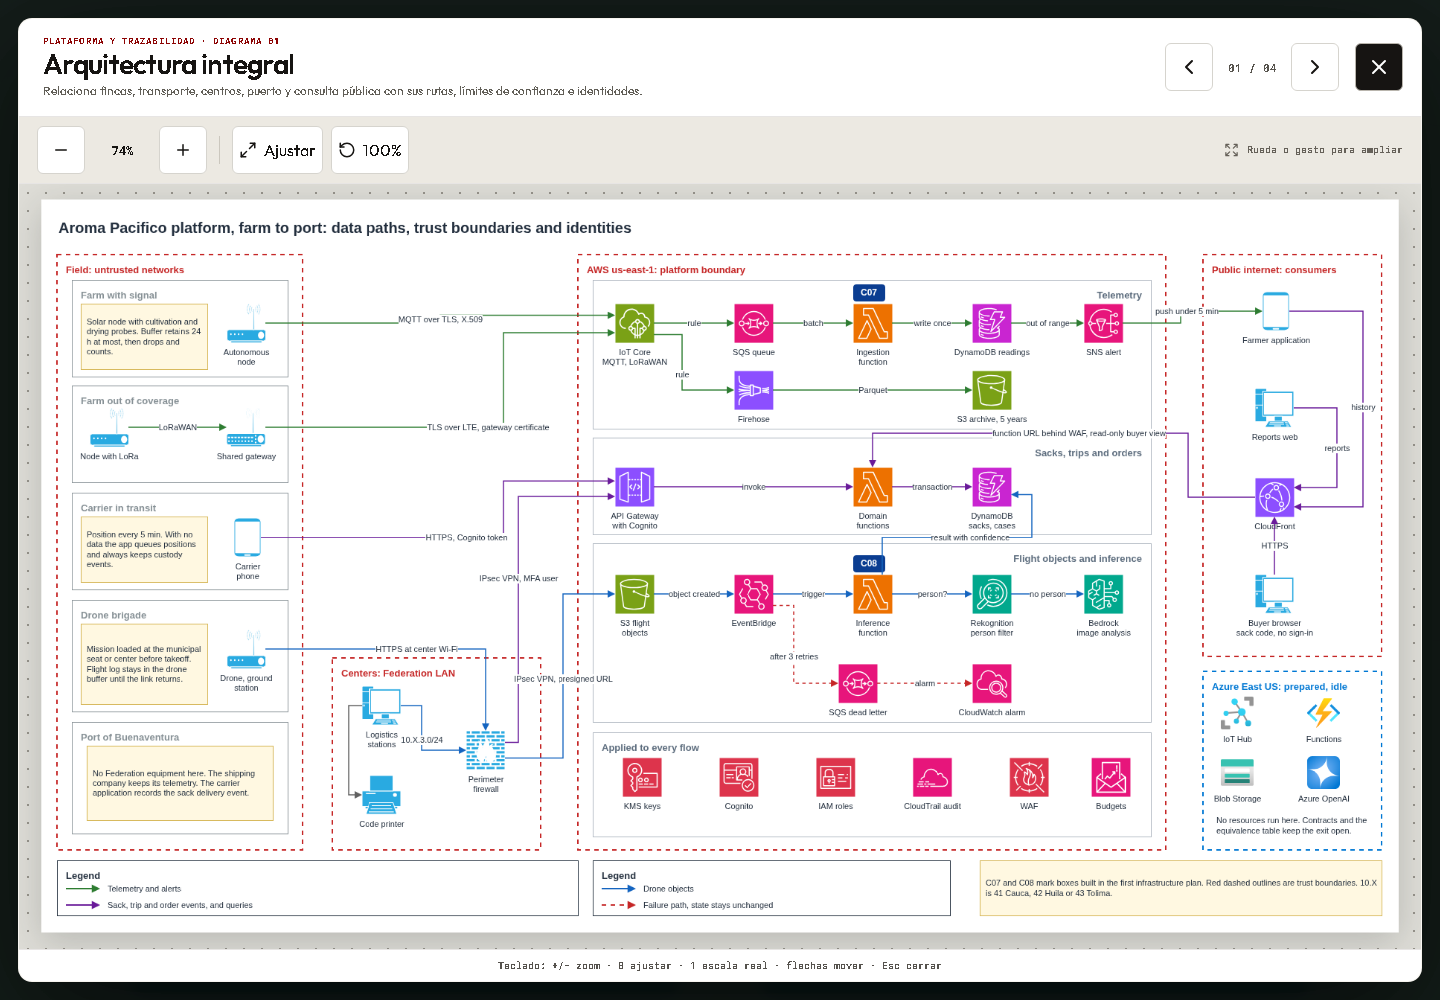 PLATAFORMA Y TRAZABILIDAD · DIAGRAMA 01
Arquitectura integral
Relaciona fincas, transporte, centros, puerto y consulta pública con sus rutas, límites de confianza e identidades.
01 / 04
74%
Ajustar
100%
Rueda o gesto para ampliar
Aroma Pacifico platform, farm to port: data paths, trust boundaries and identities
Field: untrusted networks
Farm with signal
Solar node with cultivation and
drying probes. Buffer retains 24
h at most, then drops and
counts.
Autonomous
node
Farm out of coverage
LoRaWAN
Node with LoRa
Shared gateway
Carrier in transit
Position every 5 min. With no
data the app queues positions
and always keeps custody
events.
Carrier
phone
Drone brigade
Mission loaded at the municipal
seat or center before takeoff.
Flight log stays in the drone
buffer until the link returns.
Drone, ground
station
Port of Buenaventura
No Federation equipment here. The shipping
company keeps its telemetry. The carrier
application records the sack delivery event.
MQTT over TLS, X.509
TLS over LTE, gateway certificate
HTTPS, Cognito token
IPsec VPN, MFA user
HTTPS at center Wi-Fi
IPsec VPN, presigned URL
Centers: Federation LAN
Logistics
stations
10.X.3.0/24
Perimeter
firewall
Code printer
AWS us-east-1: platform boundary
C07
Telemetry
IoT Core
MQTT, LoRaWAN
rule
SQS queue
batch
Ingestion
function
write once
DynamoDB readings
out of range
SNS alert
push under 5 min
rule
Firehose
Parquet
S3 archive, 5 years
function URL behind WAF, read-only buyer view
Sacks, trips and orders
API Gateway
with Cognito
invoke
Domain
functions
transaction
DynamoDB
sacks, cases
result with confidence
C08
Flight objects and inference
S3 flight
objects
object created
EventBridge
trigger
Inference
function
person?
Rekognition
person filter
no person
Bedrock
image analysis
after 3 retries
SQS dead letter
alarm
CloudWatch alarm
Applied to every flow
KMS keys
Cognito
IAM roles
CloudTrail audit
WAF
Budgets
Public internet: consumers
Farmer application
history
Reports web
reports
CloudFront
HTTPS
Buyer browser
sack code, no sign-in
Azure East US: prepared, idle
IoT Hub
Functions
Blob Storage
Azure OpenAI
No resources run here. Contracts and the
equivalence table keep the exit open.
Legend
Telemetry and alerts
Sack, trip and order events, and queries
Legend
Drone objects
Failure path, state stays unchanged
C07 and C08 mark boxes built in the first infrastructure plan. Red dashed outlines are trust boundaries. 10.X
is 41 Cauca, 42 Huila or 43 Tolima.
Teclado: +/− zoom · 0 ajustar · 1 escala real · flechas mover · Esc cerrar